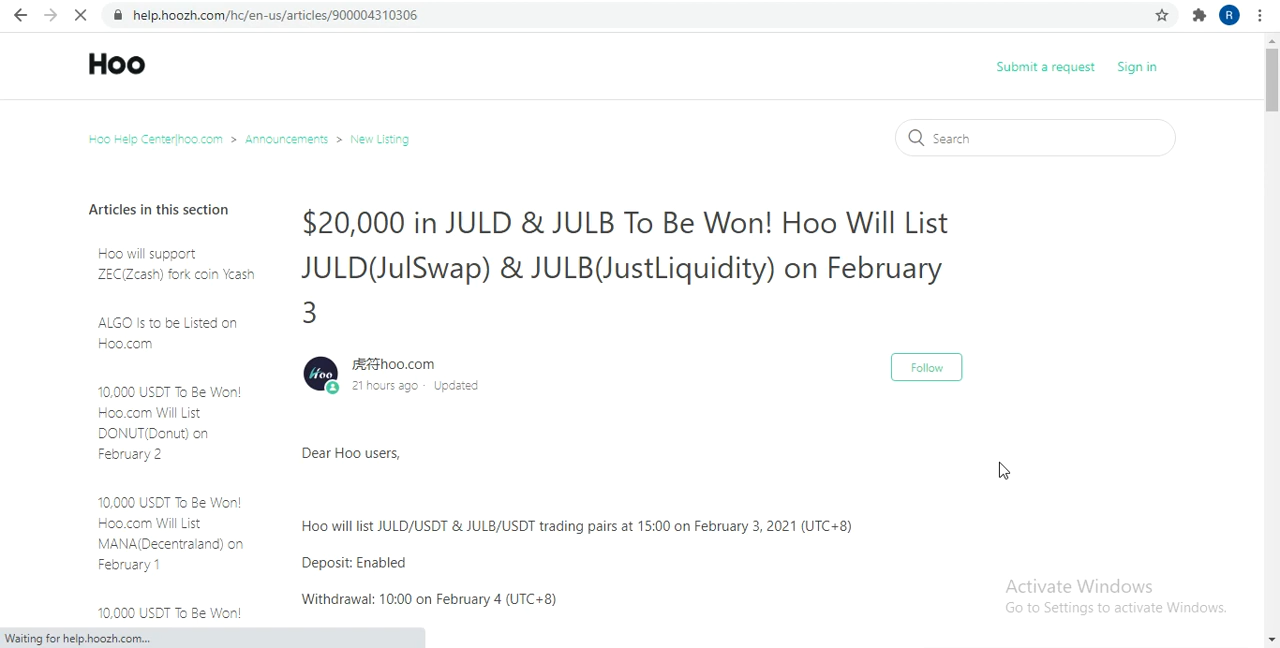 help.hoozh.com/hc/en-us/articles/900004310306
R
Hoo
Submit a request
Sign in
Hoo Help Center|hoo.com > Announcements > New Listing
Search
Articles in this section
Hoo will support
ZEC(Zcash) fork coin Ycash
ALGO Is to be Listed on
Hoo.com
10,000 USDT To Be Won!
Hoo.com Will List
DONUT(Donut) on
February 2
10,000 USDT To Be Won!
Hoo.com Will List
MANA(Decentraland) on
February 1
10,000 USDT To Be Won!
$20,000 in JULD & JULB To Be Won! Hoo Will List
JULD(JulSwap) & JULB(JustLiquidity) on February
3
Hoo
虎符hoo.com
21 hours ago · Updated
Follow
Dear Hoo users,
Hoo will list JULD/USDT & JULB/USDT trading pairs at 15:00 on February 3, 2021 (UTC+8)
Deposit: Enabled
Withdrawal: 10:00 on February 4 (UTC+8)
Activate Windows
Go to Settings to activate Windows.
Waiting for help.hoozh.com...